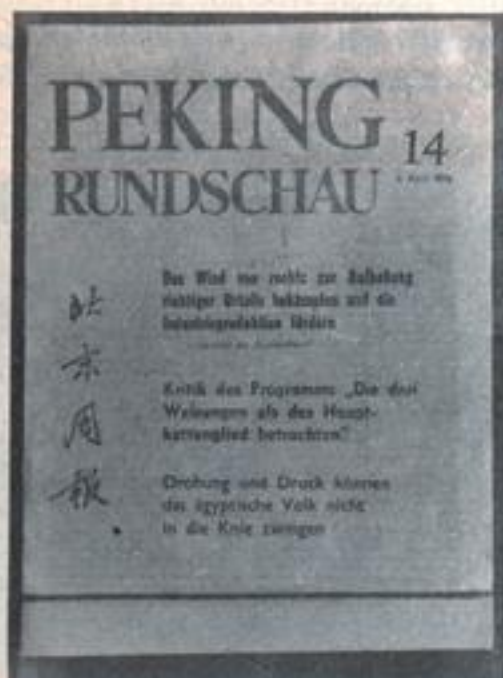 PEKING
14
RUNDSCHAU
Den Wind von rechts zur Aufhebung
richtiger Urteile bekämpfen und die
Industrieproduktion fördern
北京周报
Kritik des Programms „Die drei
Weisungen als das Haupt-
kettenglied betrachten"
Drohung und Druck können
das ägyptische Volk nicht
in die Knie zwingen